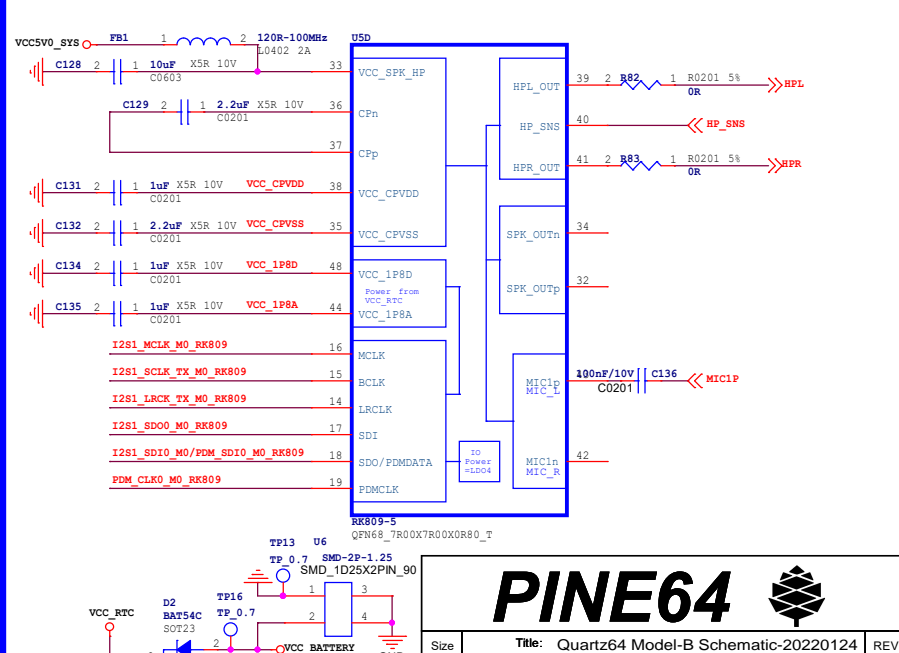 VCC5V0_SYS FB1 1 2 120R-100MHz U5D
L0402 2A
C128 2 1 10uF X5R 10V 33 VCC_SPK_HP
C0603
HPL_OUT 39 2 R82 1 R0201 5% HPL
0R
C129 2 1 2.2uF X5R 10V 36 CPn
C0201
HP_SNS 40 HP_SNS
37 CPp
HPR_OUT 41 2 R83 1 R0201 5% HPR
0R
C131 2 1 1uF X5R 10V VCC_CPVDD 38 VCC_CPVDD
C0201
C132 2 1 2.2uF X5R 10V VCC_CPVSS 35 VCC_CPVSS
C0201
SPK_OUTn 34
C134 2 1 1uF X5R 10V VCC_1P8D 48 VCC_1P8D
C0201
Power from
VCC_RTC
SPK_OUTp 32
C135 2 1 1uF X5R 10V VCC_1P8A 44 VCC_1P8A
C0201
I2S1_MCLK_M0_RK809 16 MCLK
I2S1_SCLK_TX_M0_RK809 15 BCLK
MIC1p 100nF/10V C136 MIC1P
MIC_L C0201
I2S1_LRCK_TX_M0_RK809 14 LRCLK
I2S1_SDO0_M0_RK809 17 SDI
I2S1_SDI0_M0/PDM_SDI0_M0_RK809 18 SDO/PDMDATA
IO
Power
=LDO4
MIC1n 42
MIC_R
PDM_CLK0_M0_RK809 19 PDMCLK
RK809-5
QFN68_7R00X7R00X0R80_T
TP13 U6
TP_0.7 SMD-2P-1.25
SMD_1D25X2PIN_90
1 3
2 4
VCC_RTC D2 TP16
BAT54C TP_0.7
SOT23
2
VCC_BATTERY
PINE64
Size Title: Quartz64 Model-B Schematic-20220124 REV